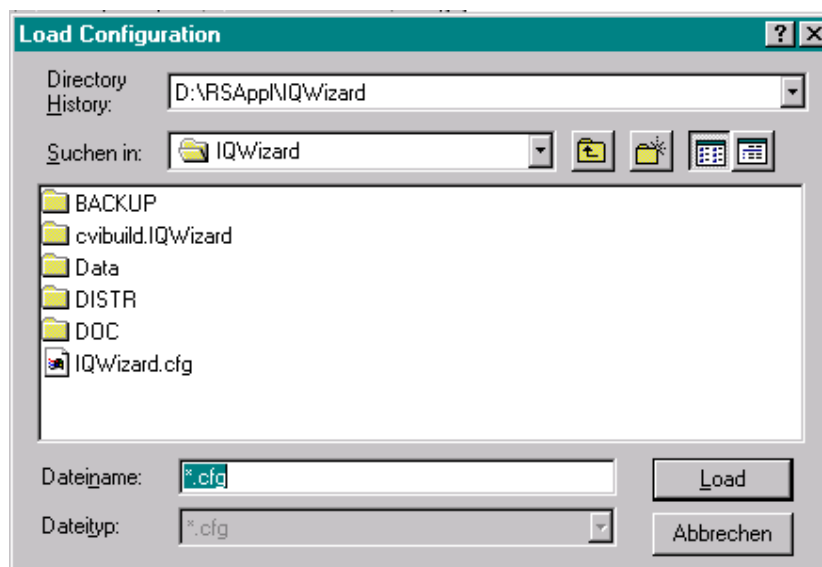 Load Configuration
Directory
History:
D:\RSAppl\IQWizard
Suchen in:
IQWizard
BACKUP
cvibuild.IQWizard
Data
DISTR
DOC
IQWizard.cfg
Dateiname:
*.cfg
Load
Dateityp:
*.cfg
Abbrechen